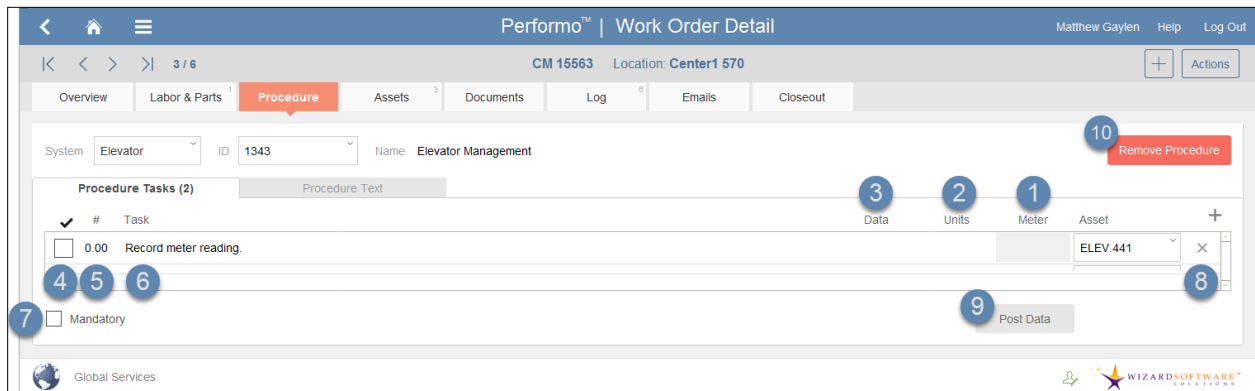 Performo™ | Work Order Detail Matthew Gaylen Help Log Out
3 / 6 CM 15563 Location: Center1 570 Actions
Overview Labor & Parts 1 Procedure Assets 3 Documents Log 6 Emails Closeout
10
System Elevator ID 1343 Name Elevator Management Remove Procedure
Procedure Tasks (2) Procedure Text
3 2 1
# Task Data Units Meter Asset +
0.00 Record meter reading. ELEV.441
4 5 6 8
7 Mandatory 9 Post Data
Global Services WIZARDSOFTWARE™
SOLUTIONS